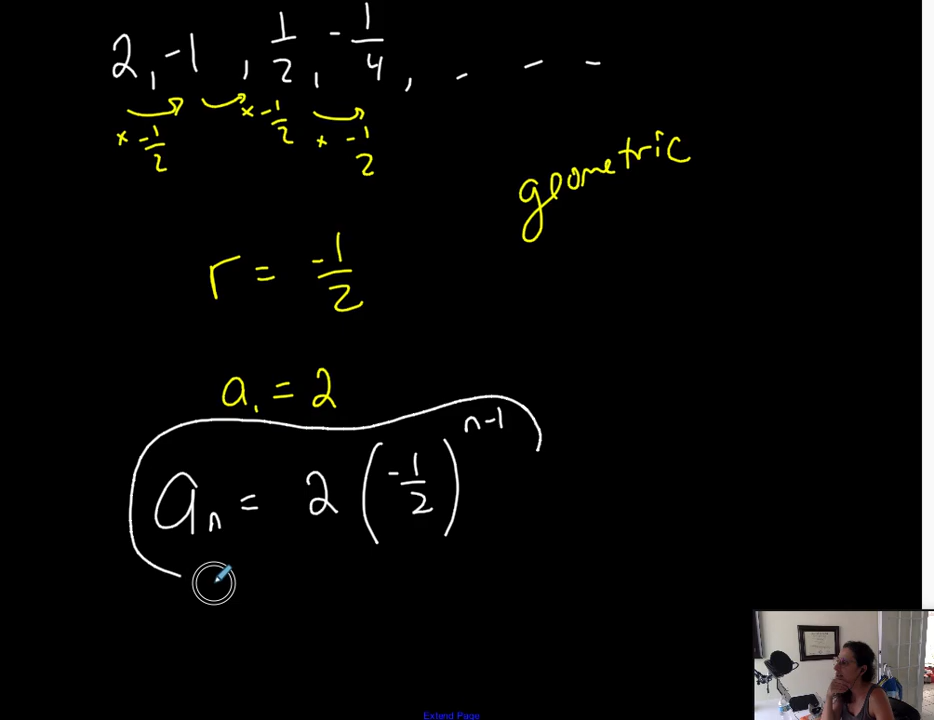 2, -1, 1/2, -1/4, - - -
× -1/2 × -1/2 × -1/2
geometric
r = -1/2
a₁ = 2
aₙ = 2(-1/2)ⁿ⁻¹
Extend Page